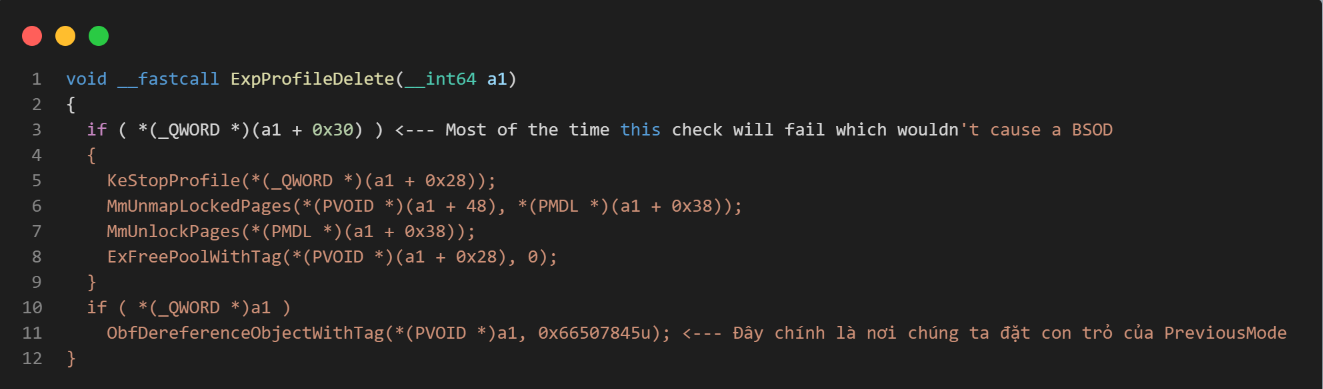 1 void __fastcall ExpProfileDelete(__int64 a1)
2 {
3 if ( *(_QWORD *)(a1 + 0x30) ) <--- Most of the time this check will fail which wouldn't cause a BSOD
4 {
5 KeStopProfile(*(_QWORD *)(a1 + 0x28));
6 MmUnmapLockedPages(*(PVOID *)(a1 + 48), *(PMDL *)(a1 + 0x38));
7 MmUnlockPages(*(PMDL *)(a1 + 0x38));
8 ExFreePoolWithTag(*(PVOID *)(a1 + 0x28), 0);
9 }
10 if ( *(_QWORD *)a1 )
11 ObfDereferenceObjectWithTag(*(PVOID *)a1, 0x66507845u); <--- Đây chính là nơi chúng ta đặt con trỏ của PreviousMode
12 }